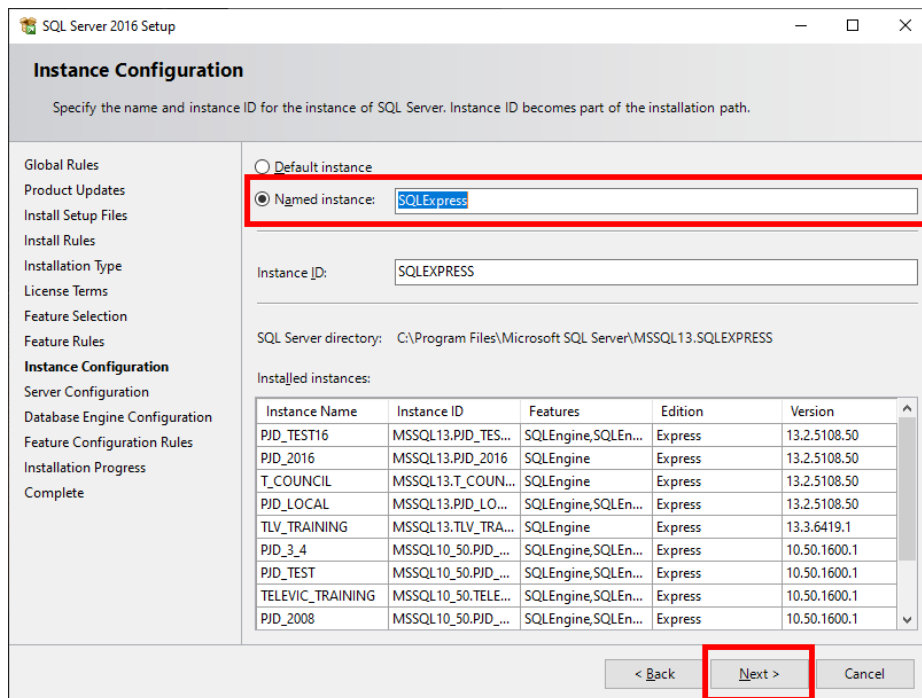 SQL Server 2016 Setup
Instance Configuration
Specify the name and instance ID for the instance of SQL Server. Instance ID becomes part of the installation path.
Global Rules
Product Updates
Install Setup Files
Install Rules
Installation Type
License Terms
Feature Selection
Feature Rules
Instance Configuration
Server Configuration
Database Engine Configuration
Feature Configuration Rules
Installation Progress
Complete
Default instance
Named instance: SQLExpress
Instance ID: SQLEXPRESS
SQL Server directory: C:\Program Files\Microsoft SQL Server\MSSQL13.SQLEXPRESS
Installed instances:
Instance Name Instance ID Features Edition Version
PJD_TEST16 MSSQL13.PJD_TES... SQLEngine,SQLEn... Express 13.2.5108.50
PJD_2016 MSSQL13.PJD_2016 SQLEngine Express 13.2.5108.50
T_COUNCIL MSSQL13.T_COUN... SQLEngine,SQLEn... Express 13.2.5108.50
PJD_LOCAL MSSQL13.PJD_LO... SQLEngine,SQLEn... Express 13.2.5108.50
TLV_TRAINING MSSQL13.TLV_TRA... SQLEngine Express 13.3.6419.1
PJD_3_4 MSSQL10_50.PJD_... SQLEngine,SQLEn... Express 10.50.1600.1
PJD_TEST MSSQL10_50.PJD_... SQLEngine,SQLEn... Express 10.50.1600.1
TELEVIC_TRAINING MSSQL10_50.TELE... SQLEngine,SQLEn... Express 10.50.1600.1
PJD_2008 MSSQL10_50.PJD_... SQLEngine,SQLEn... Express 10.50.1600.1
< Back Next > Cancel